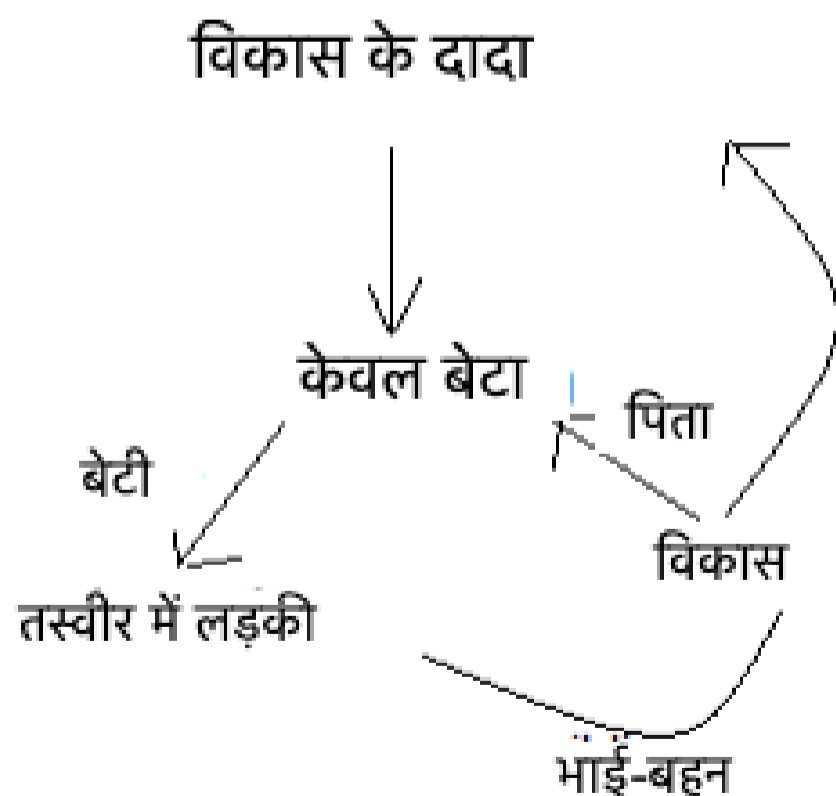 विकास के दादा
केवल बेटा
पिता
बेटी
विकास
तस्वीर में लड़की
भाई-बहन